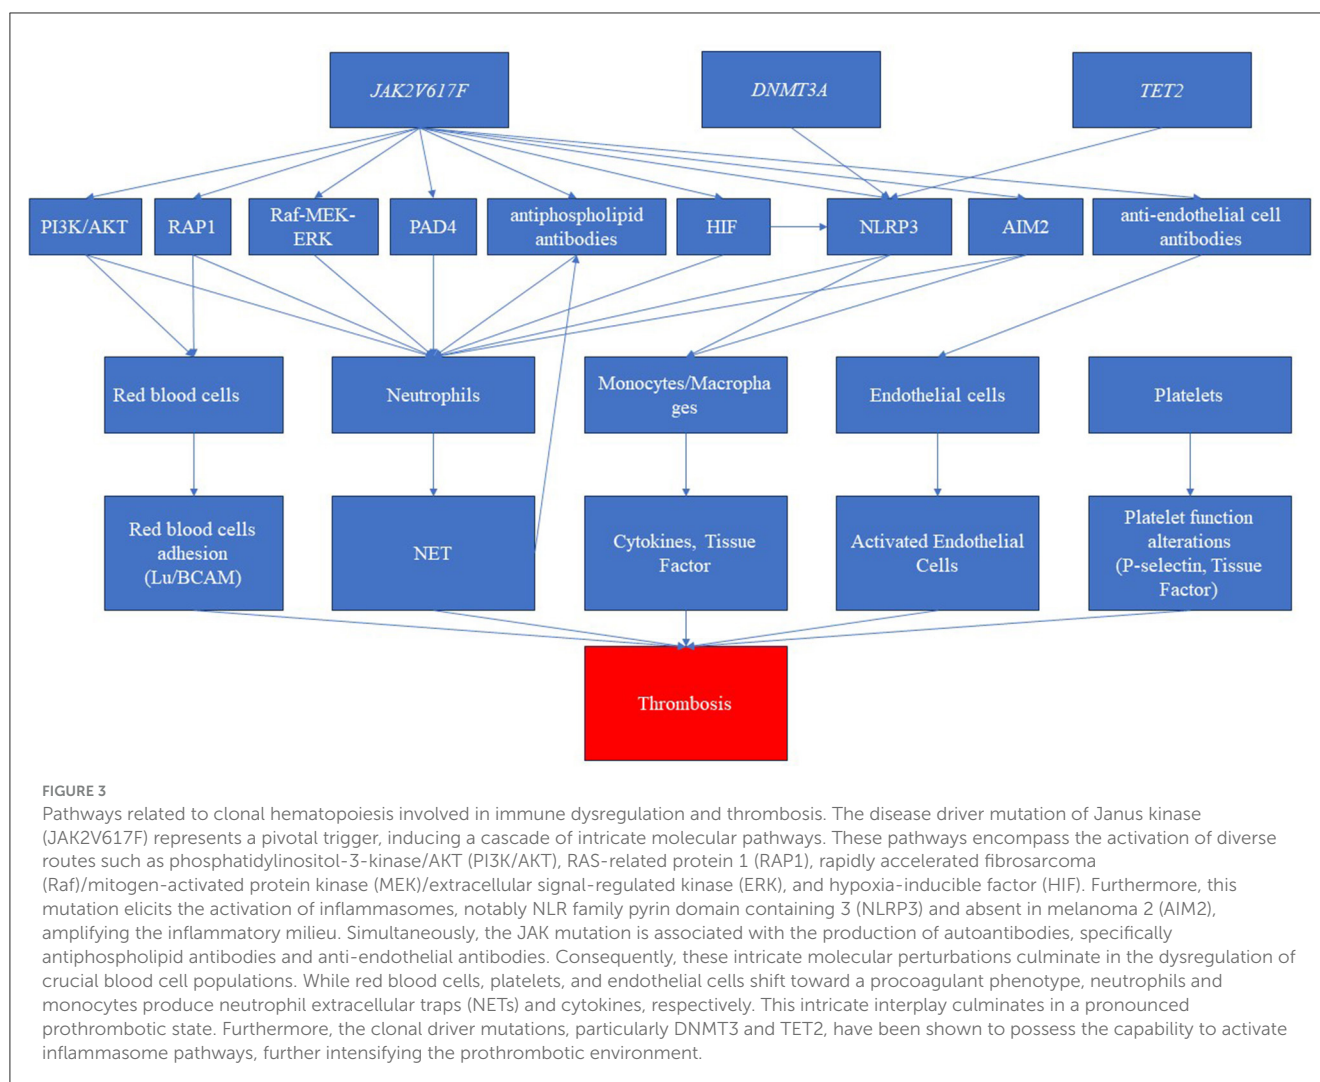 JAK2V617F
DNMT3A
TET2
PI3K/AKT
RAP1
Raf-MEK-
ERK
PAD4
antiphospholipid
antibodies
HIF
NLRP3
AIM2
anti-endothelial cell
antibodies
Red blood cells
Neutrophils
Monocytes/Macropha
ges
Endothelial cells
Platelets
Red blood cells
adhesion
(Lu/BCAM)
NET
Cytokines, Tissue
Factor
Activated Endothelial
Cells
Platelet function
alterations
(P-selectin, Tissue
Factor)
Thrombosis
FIGURE 3
Pathways related to clonal hematopoiesis involved in immune dysregulation and thrombosis. The disease driver mutation of Janus kinase
(JAK2V617F) represents a pivotal trigger, inducing a cascade of intricate molecular pathways. These pathways encompass the activation of diverse
routes such as phosphatidylinositol-3-kinase/AKT (PI3K/AKT), RAS-related protein 1 (RAP1), rapidly accelerated fibrosarcoma
(Raf)/mitogen-activated protein kinase (MEK)/extracellular signal-regulated kinase (ERK), and hypoxia-inducible factor (HIF). Furthermore, this
mutation elicits the activation of inflammasomes, notably NLR family pyrin domain containing 3 (NLRP3) and absent in melanoma 2 (AIM2),
amplifying the inflammatory milieu. Simultaneously, the JAK mutation is associated with the production of autoantibodies, specifically
antiphospholipid antibodies and anti-endothelial antibodies. Consequently, these intricate molecular perturbations culminate in the dysregulation of
crucial blood cell populations. While red blood cells, platelets, and endothelial cells shift toward a procoagulant phenotype, neutrophils and
monocytes produce neutrophil extracellular traps (NETs) and cytokines, respectively. This intricate interplay culminates in a pronounced
prothrombotic state. Furthermore, the clonal driver mutations, particularly DNMT3 and TET2, have been shown to possess the capability to activate
inflammasome pathways, further intensifying the prothrombotic environment.